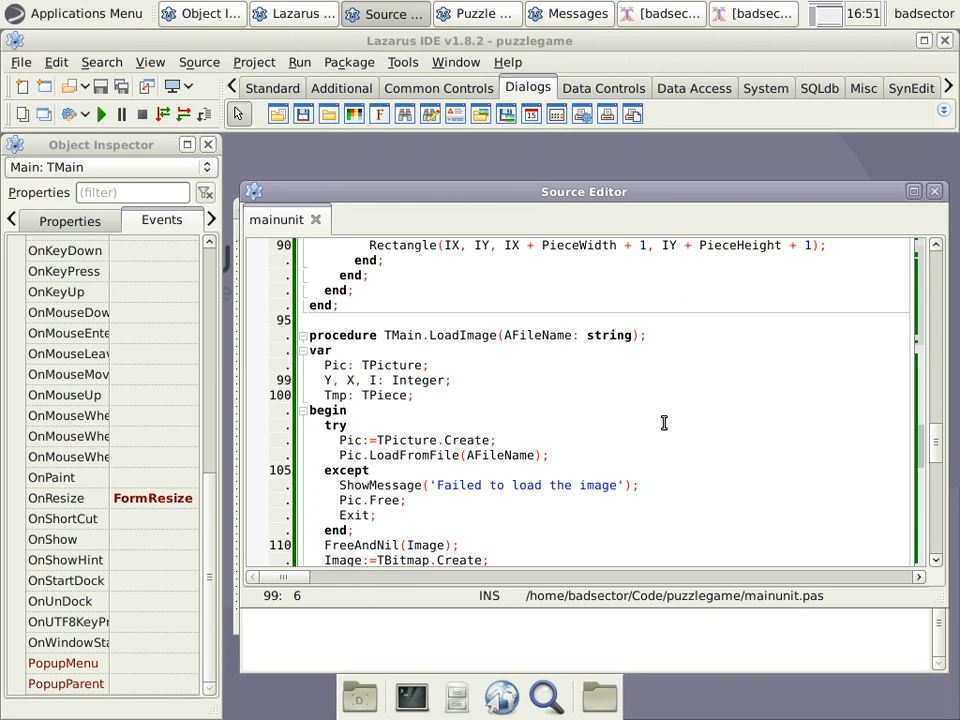 Applications Menu
Object I...
Lazarus ...
Source ...
Puzzle ...
Messages
[badsec...
[badsec...
16:51
badsector
Lazarus IDE v1.8.2 - puzzlegame
File Edit Search View Source Project Run Package Tools Window Help
Standard Additional Common Controls Dialogs Data Controls Data Access System SQLdb Misc SynEdit
Object Inspector
Main: TMain
Properties (filter)
Properties Events
OnKeyDown
OnKeyPress
OnKeyUp
OnMouseDow
OnMouseEnte
OnMouseLeav
OnMouseMov
OnMouseUp
OnMouseWhe
OnMouseWhe
OnMouseWhe
OnPaint
OnResize FormResize
OnShortCut
OnShow
OnShowHint
OnStartDock
OnUnDock
OnUTF8KeyPr
OnWindowSta
PopupMenu
PopupParent
Source Editor
mainunit
90 Rectangle(IX, IY, IX + PieceWidth + 1, IY + PieceHeight + 1);
. end;
. end;
. end;
. end;
95
. procedure TMain.LoadImage(AFileName: string);
. var
. Pic: TPicture;
99 Y, X, I: Integer;
100 Tmp: TPiece;
. begin
. try
. Pic:=TPicture.Create;
. Pic.LoadFromFile(AFileName);
105 except
. ShowMessage('Failed to load the image');
. Pic.Free;
. Exit;
. end;
110 FreeAndNil(Image);
. Image:=TBitmap.Create;
99: 6 INS /home/badsector/Code/puzzlegame/mainunit.pas